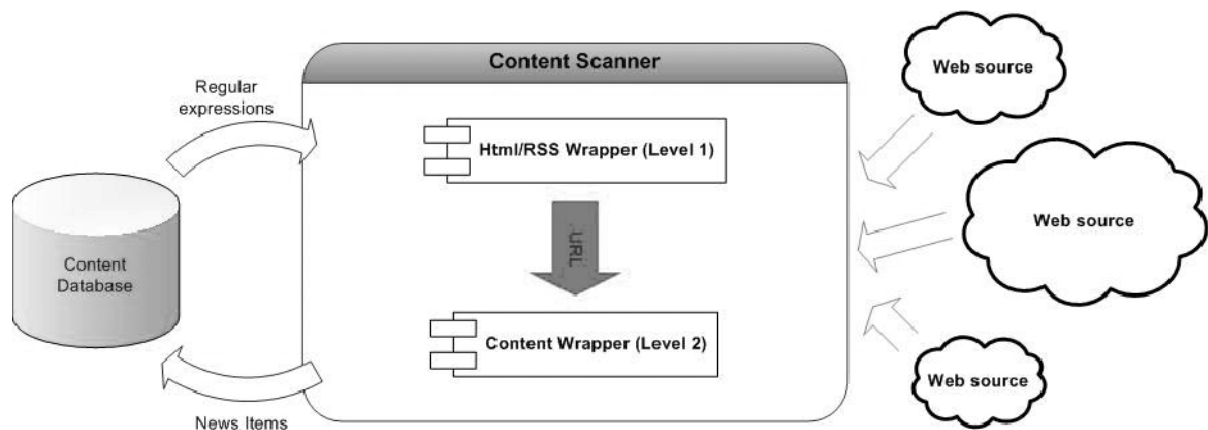 Content Scanner
Regular
expressions
Html/RSS Wrapper (Level 1)
URL
Content Wrapper (Level 2)
Content
Database
News Items
Web source
Web source
Web source